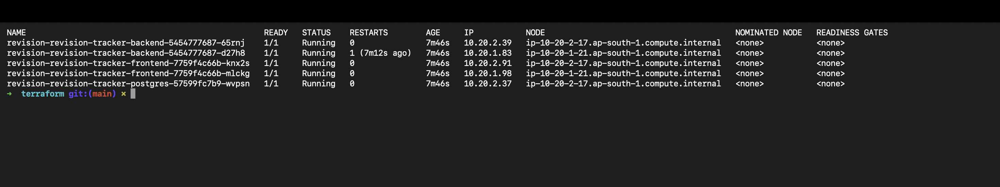 NAME READY STATUS RESTARTS AGE IP NODE NOMINATED NODE READINESS GATES
revision-revision-tracker-backend-5454777687-65rnj 1/1 Running 0 7m46s 10.20.2.39 ip-10-20-2-17.ap-south-1.compute.internal <none> <none>
revision-revision-tracker-backend-5454777687-d27h8 1/1 Running 1 (7m12s ago) 7m46s 10.20.1.83 ip-10-20-1-21.ap-south-1.compute.internal <none> <none>
revision-revision-tracker-frontend-7759f4c66b-knx2s 1/1 Running 0 7m46s 10.20.2.91 ip-10-20-2-17.ap-south-1.compute.internal <none> <none>
revision-revision-tracker-frontend-7759f4c66b-mlckg 1/1 Running 0 7m46s 10.20.1.98 ip-10-20-1-21.ap-south-1.compute.internal <none> <none>
revision-revision-tracker-postgres-57599fc7b9-wvpsn 1/1 Running 0 7m46s 10.20.2.37 ip-10-20-2-17.ap-south-1.compute.internal <none> <none>
→ terraform git:(main) ×